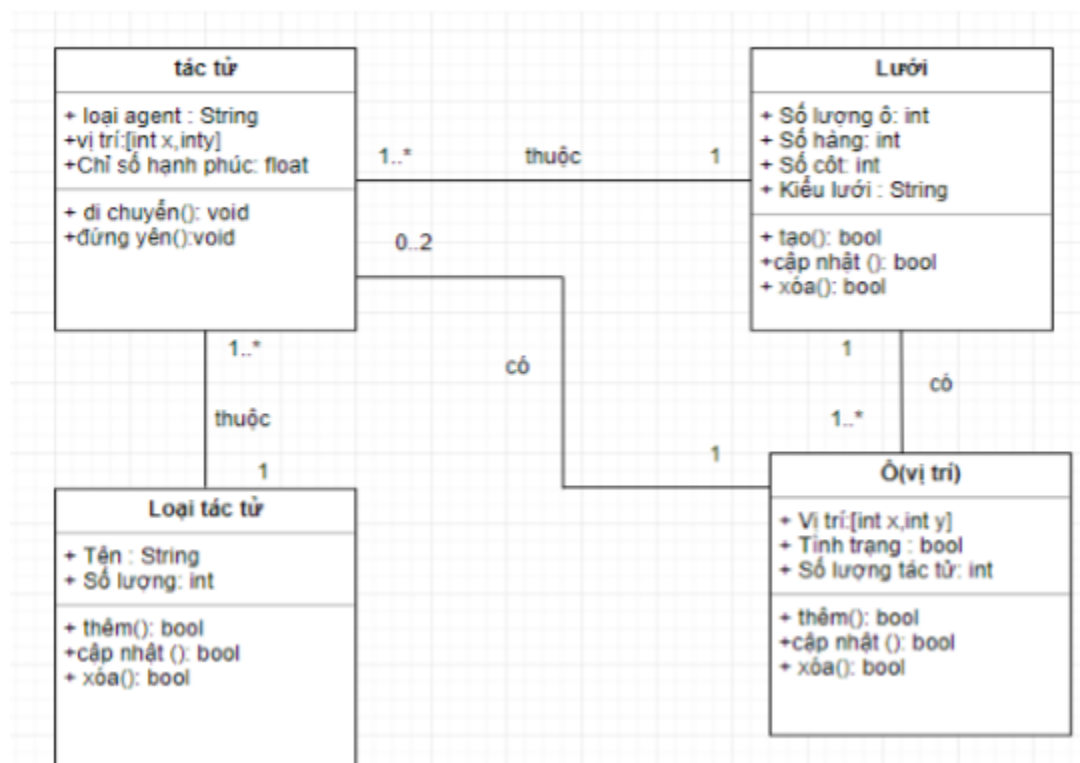 tác tử
+ loại agent : String
+vị trí:[int x,inty]
+Chỉ số hạnh phúc: float
+ di chuyển(): void
+đứng yên():void
1..*
thuộc
1
Lưới
+ Số lượng ô: int
+ Số hàng: int
+ Số cột: int
+ Kiểu lưới : String
+ tạo(): bool
+cập nhật (): bool
+ xóa(): bool
0..2
có
1
1..*
thuộc
1
1
có
1..*
Loại tác tử
+ Tên : String
+ Số lượng: int
+ thêm(): bool
+cập nhật (): bool
+ xóa(): bool
Ô(vị trí)
+ Vị trí:[int x,int y]
+ Tình trạng : bool
+ Số lượng tác tử: int
+ thêm(): bool
+cập nhật (): bool
+ xóa(): bool